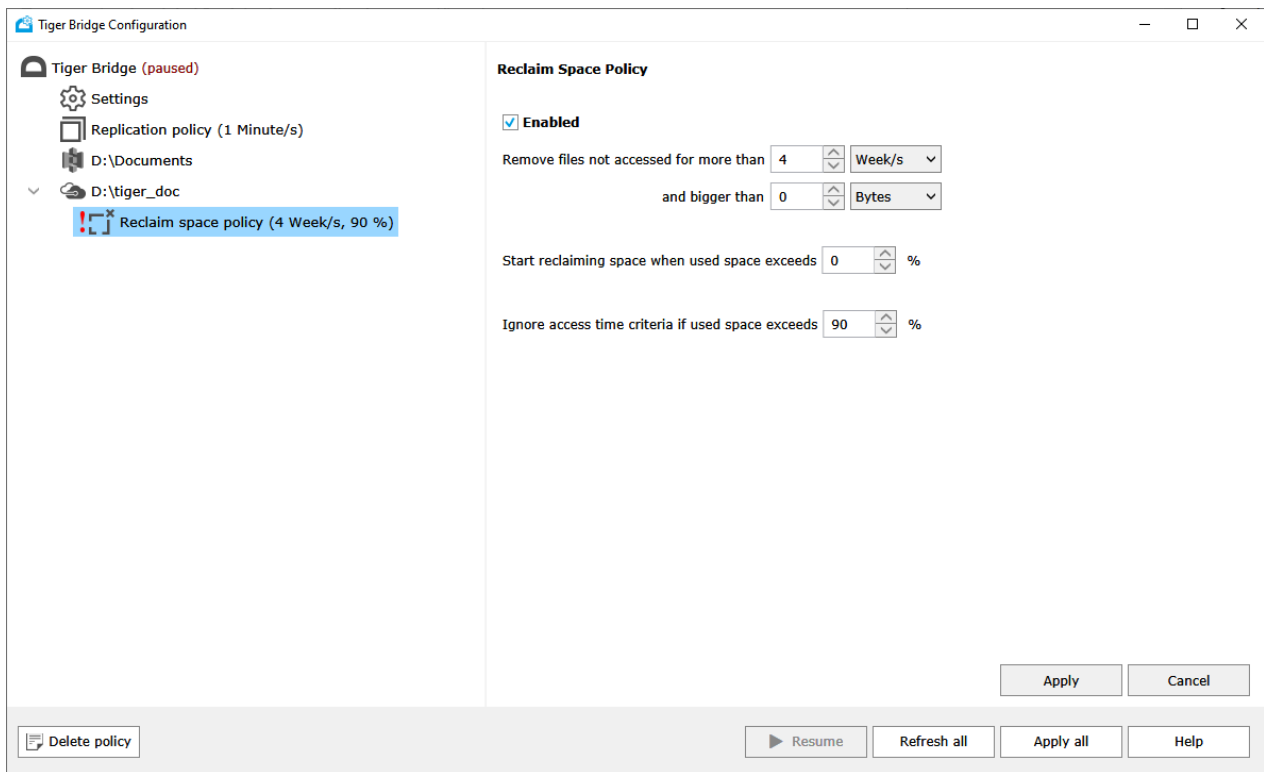 Tiger Bridge Configuration
Tiger Bridge (paused)
Settings
Replication policy (1 Minute/s)
D:\Documents
D:\tiger_doc
Reclaim space policy (4 Week/s, 90 %)
Reclaim Space Policy
Enabled
Remove files not accessed for more than 4 Week/s
and bigger than 0 Bytes
Start reclaiming space when used space exceeds 0 %
Ignore access time criteria if used space exceeds 90 %
Apply Cancel
Delete policy Resume Refresh all Apply all Help